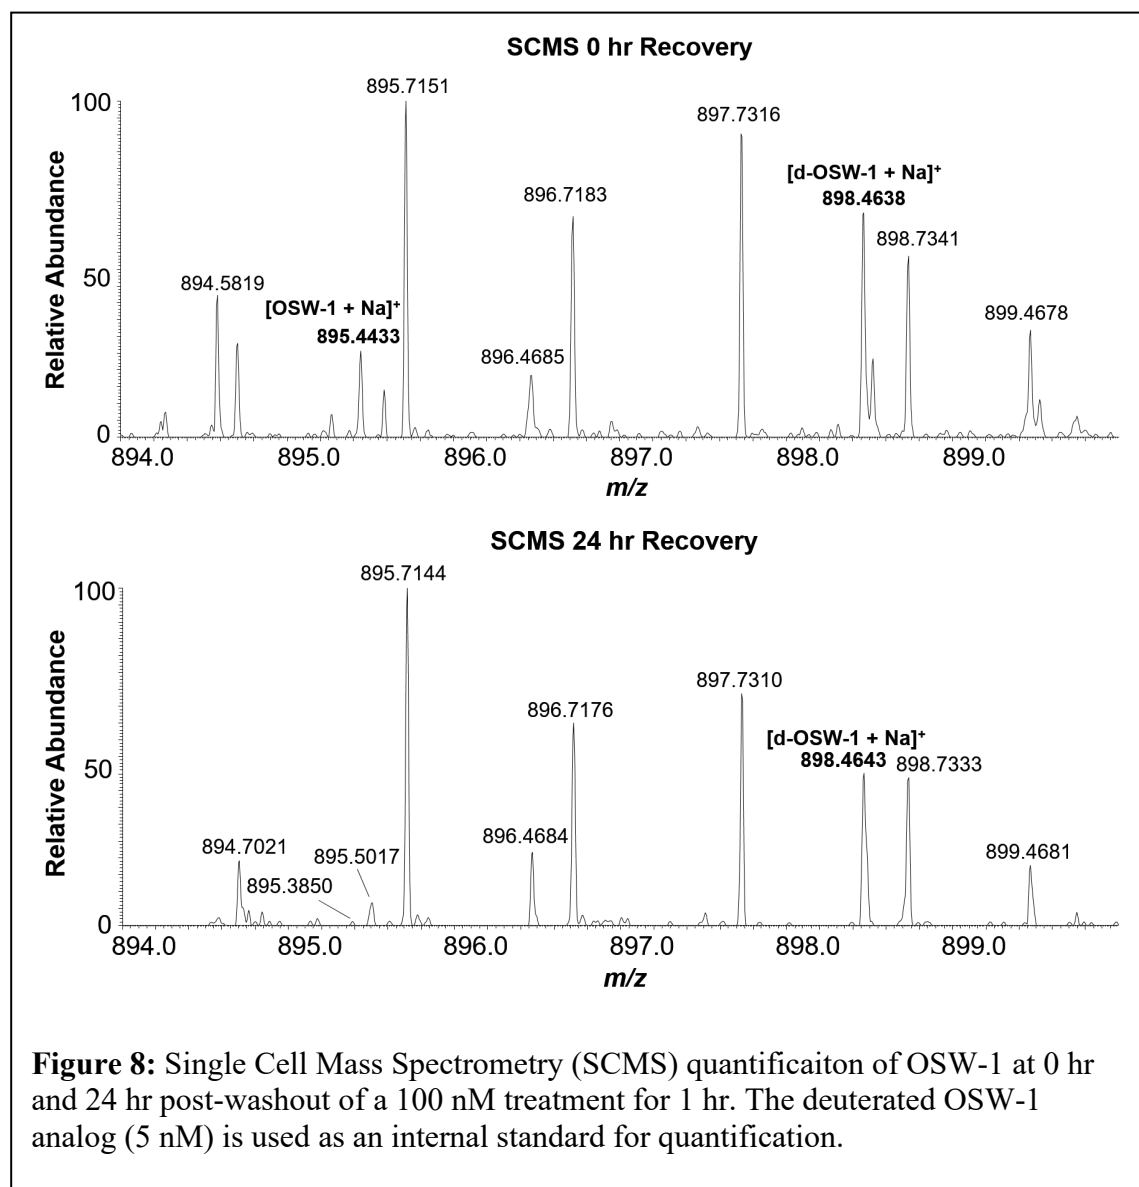 SCMS 0 hr Recovery
Relative Abundance
100
50
0
895.7151
897.7316
[d-OSW-1 + Na]⁺
898.4638
896.7183
898.7341
894.5819
[OSW-1 + Na]⁺
895.4433
899.4678
896.4685
894.0 895.0 896.0 897.0 898.0 899.0
m/z
SCMS 24 hr Recovery
Relative Abundance
100
50
0
895.7144
897.7310
896.7176
[d-OSW-1 + Na]⁺
898.4643 898.7333
896.4684
894.7021
895.5017
899.4681
895.3850
894.0 895.0 896.0 897.0 898.0 899.0
m/z
Figure 8: Single Cell Mass Spectrometry (SCMS) quantificaiton of OSW-1 at 0 hr
and 24 hr post-washout of a 100 nM treatment for 1 hr. The deuterated OSW-1
analog (5 nM) is used as an internal standard for quantification.